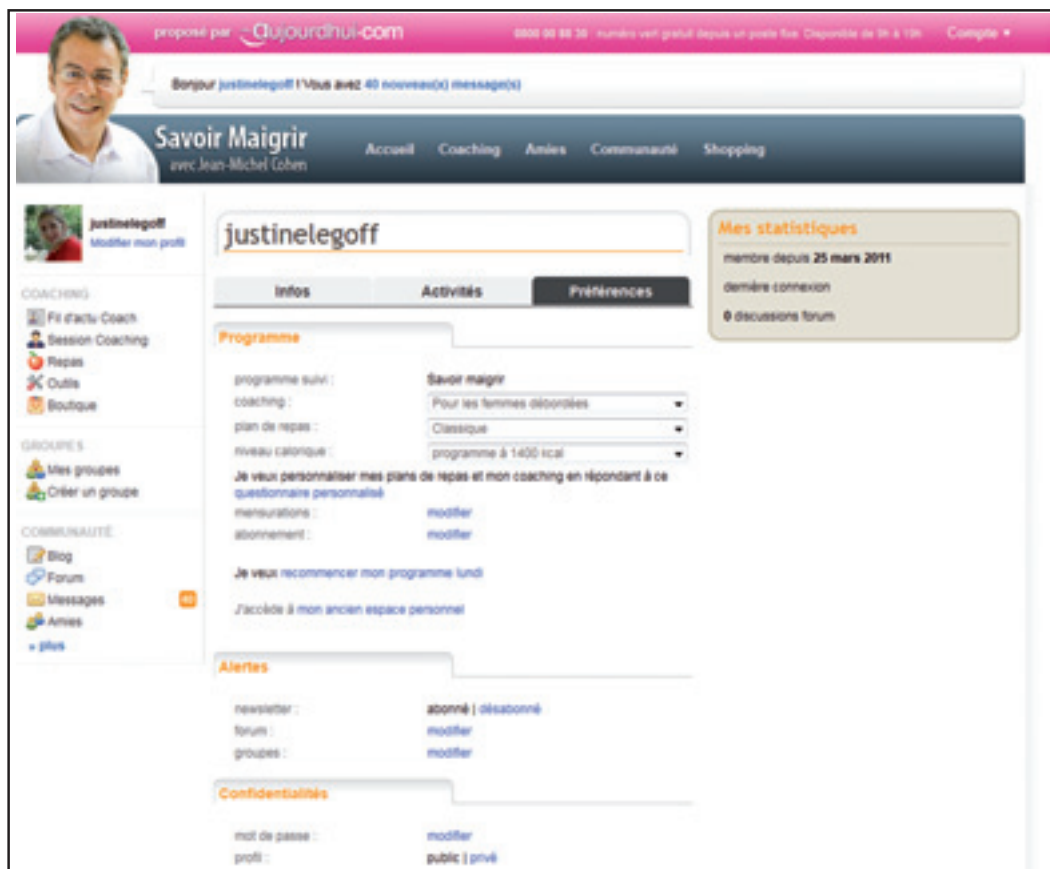 proposé par aujourdhui-com
0800 00 88 38 numéro vert gratuit depuis un poste fixe. Disponible de 9h à 19h
Compte
Bonjour justinelegoff ! Vous avez 40 nouveau(x) message(s)
Savoir Maigrir
avec Jean-Michel Cohen
Accueil Coaching Amies Communauté Shopping
justinelegoff
Modifier mon profil
COACHING
Fil d'actu Coach
Session Coaching
Repas
Outils
Boutique
GROUPES
Mes groupes
Créer un groupe
COMMUNAUTÉ
Blog
Forum
Messages 40
Amies
» plus
justinelegoff
Infos Activités Préférences
Programme
programme suivi : Savoir maigrir
coaching : Pour les femmes débordées
plan de repas : Classique
niveau calorique : programme à 1400 kcal
Je veux personnaliser mes plans de repas et mon coaching en répondant à ce
questionnaire personnalisé
mensurations : modifier
abonnement : modifier
Je veux recommencer mon programme lundi
J'accède à mon ancien espace personnel
Alertes
newsletter : abonné | désabonné
forum : modifier
groupes : modifier
Confidentialités
mot de passe : modifier
profil : public | privé
Mes statistiques
membre depuis 25 mars 2011
dernière connexion
0 discussions forum